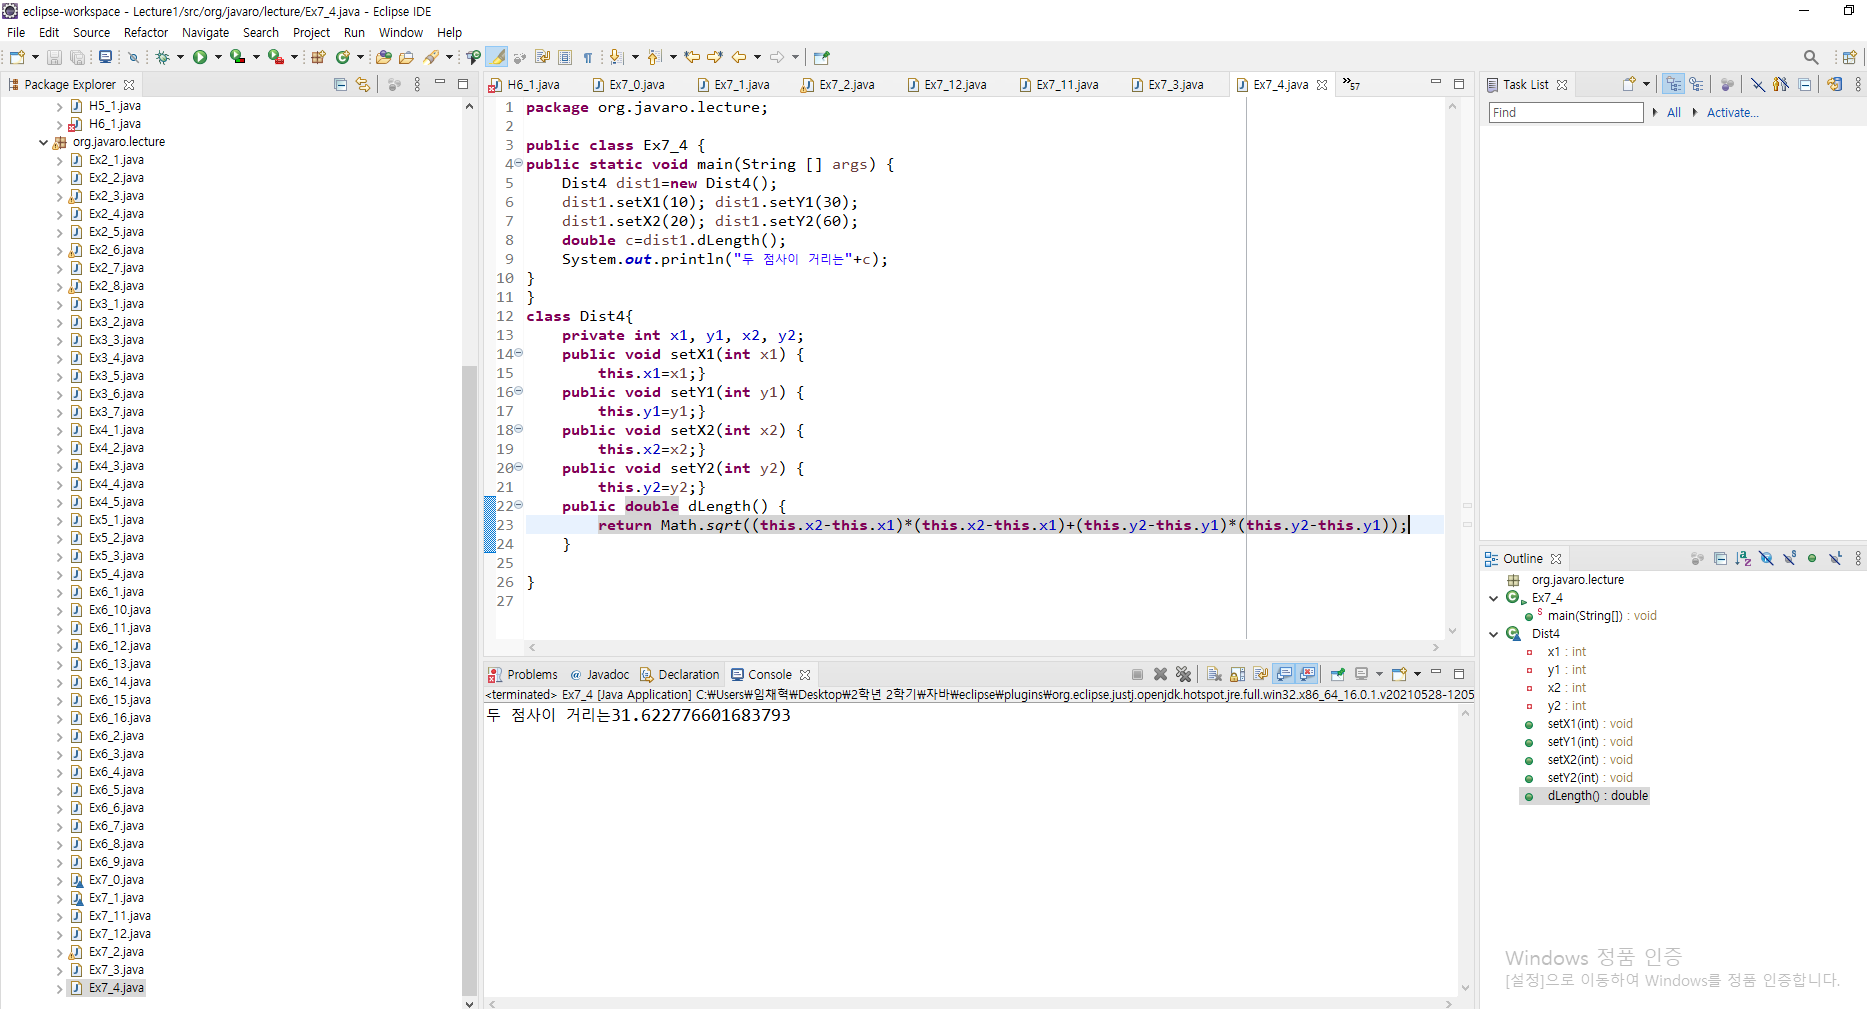 eclipse-workspace - Lecture1/src/org/javaro/lecture/Ex7_4.java - Eclipse IDE
File Edit Source Refactor Navigate Search Project Run Window Help
Package Explorer
H5_1.java
H6_1.java
org.javaro.lecture
Ex2_1.java
Ex2_2.java
Ex2_3.java
Ex2_4.java
Ex2_5.java
Ex2_6.java
Ex2_7.java
Ex2_8.java
Ex3_1.java
Ex3_2.java
Ex3_3.java
Ex3_4.java
Ex3_5.java
Ex3_6.java
Ex3_7.java
Ex4_1.java
Ex4_2.java
Ex4_3.java
Ex4_4.java
Ex4_5.java
Ex5_1.java
Ex5_2.java
Ex5_3.java
Ex5_4.java
Ex6_1.java
Ex6_10.java
Ex6_11.java
Ex6_12.java
Ex6_13.java
Ex6_14.java
Ex6_15.java
Ex6_16.java
Ex6_2.java
Ex6_3.java
Ex6_4.java
Ex6_5.java
Ex6_6.java
Ex6_7.java
Ex6_8.java
Ex6_9.java
Ex7_0.java
Ex7_1.java
Ex7_11.java
Ex7_12.java
Ex7_2.java
Ex7_3.java
Ex7_4.java
H6_1.java Ex7_0.java Ex7_1.java Ex7_2.java Ex7_12.java Ex7_11.java Ex7_3.java Ex7_4.java »57
1 package org.javaro.lecture;
2
3 public class Ex7_4 {
4 public static void main(String [] args) {
5 Dist4 dist1=new Dist4();
6 dist1.setX1(10); dist1.setY1(30);
7 dist1.setX2(20); dist1.setY2(60);
8 double c=dist1.dLength();
9 System.out.println("두 점사이 거리는"+c);
10 }
11 }
12 class Dist4{
13 private int x1, y1, x2, y2;
14 public void setX1(int x1) {
15 this.x1=x1;}
16 public void setY1(int y1) {
17 this.y1=y1;}
18 public void setX2(int x2) {
19 this.x2=x2;}
20 public void setY2(int y2) {
21 this.y2=y2;}
22 public double dLength() {
23 return Math.sqrt((this.x2-this.x1)*(this.x2-this.x1)+(this.y2-this.y1)*(this.y2-this.y1));
24 }
25
26 }
27
Problems Javadoc Declaration Console
<terminated> Ex7_4 [Java Application] C:₩Users₩임채혁₩Desktop₩2학년 2학기₩자바₩eclipse₩plugins₩org.eclipse.justj.openjdk.hotspot.jre.full.win32.x86_64_16.0.1.v20210528-1205
두 점사이 거리는31.622776601683793
Task List
Find All Activate...
Outline
org.javaro.lecture
Ex7_4
main(String[]) : void
Dist4
x1 : int
y1 : int
x2 : int
y2 : int
setX1(int) : void
setY1(int) : void
setX2(int) : void
setY2(int) : void
dLength() : double
Windows 정품 인증
[설정]으로 이동하여 Windows를 정품 인증합니다.